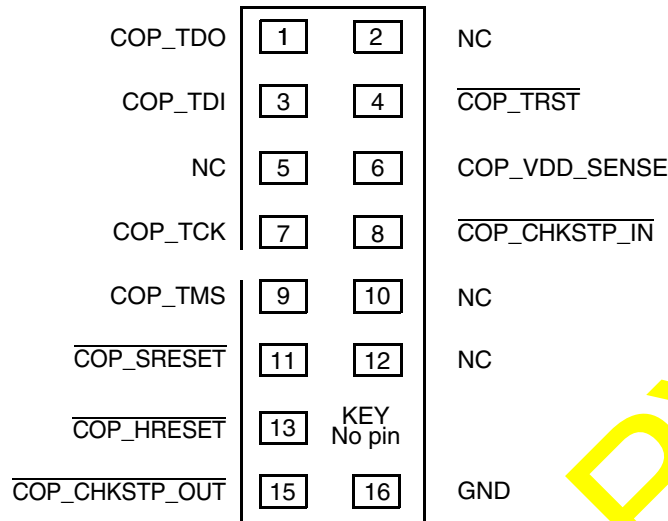 COP_TDO 1 2 NC
COP_TDI 3 4 COP_TRST
NC 5 6 COP_VDD_SENSE
COP_TCK 7 8 COP_CHKSTP_IN
COP_TMS 9 10 NC
COP_SRESET 11 12 NC
COP_HRESET 13 KEY
No pin
COP_CHKSTP_OUT 15 16 GND